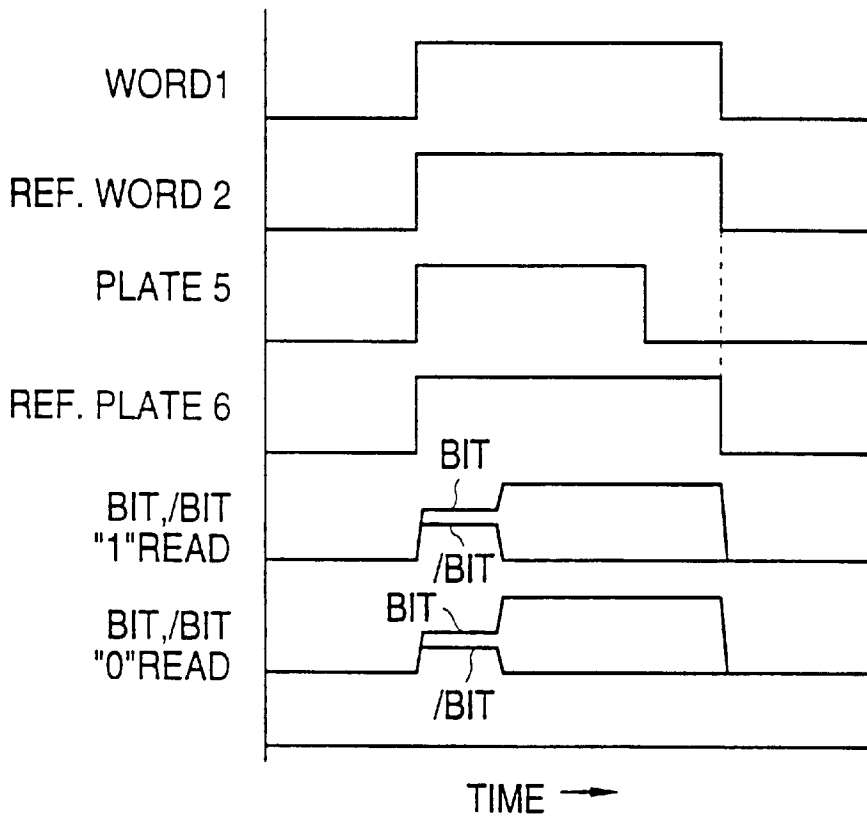 WORD1
REF. WORD 2
PLATE 5
REF. PLATE 6
BIT
BIT,/BIT
"1"READ
/BIT
BIT
BIT,/BIT
"0"READ
/BIT
TIME